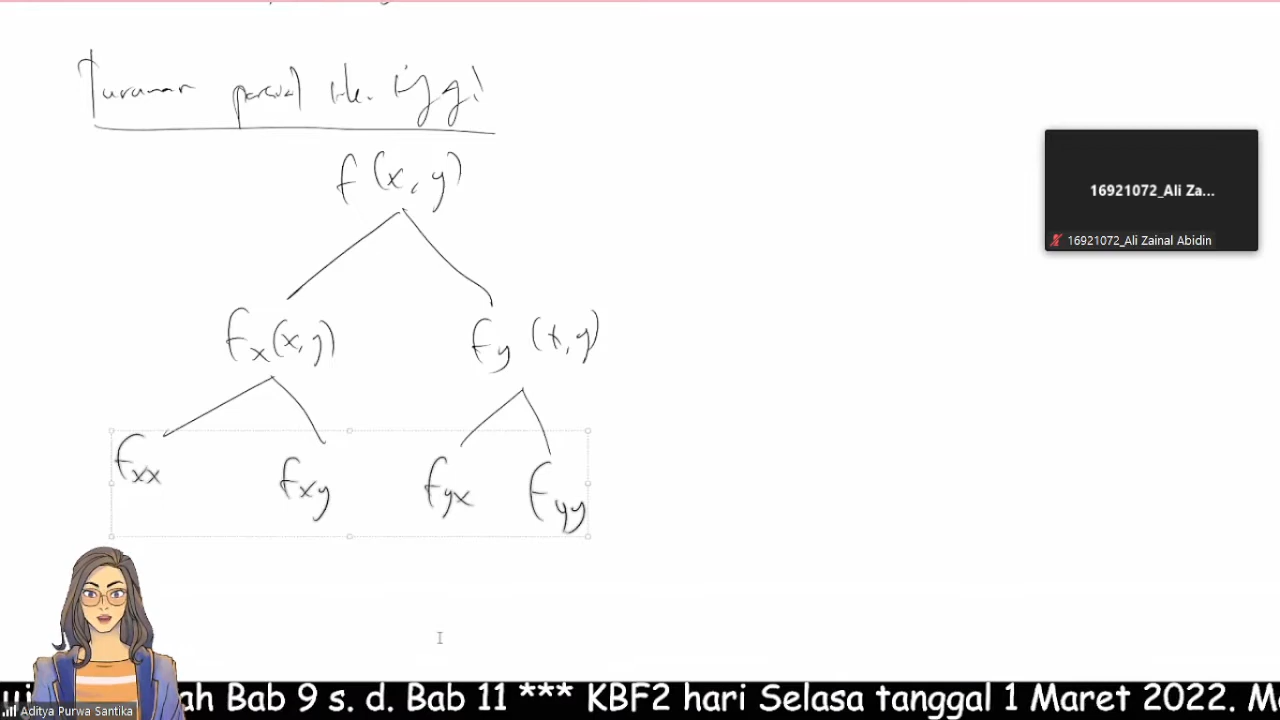 Turunan parsial tk. tinggi
f(x, y)
fx(x, y) fy (x, y)
fxx fxy fyx fyy
16921072_Ali Za...
16921072_Ali Zainal Abidin
ah Bab 9 s. d. Bab 11 *** KBF2 hari Selasa tanggal 1 Maret 2022. M
Aditya Purwa Santika